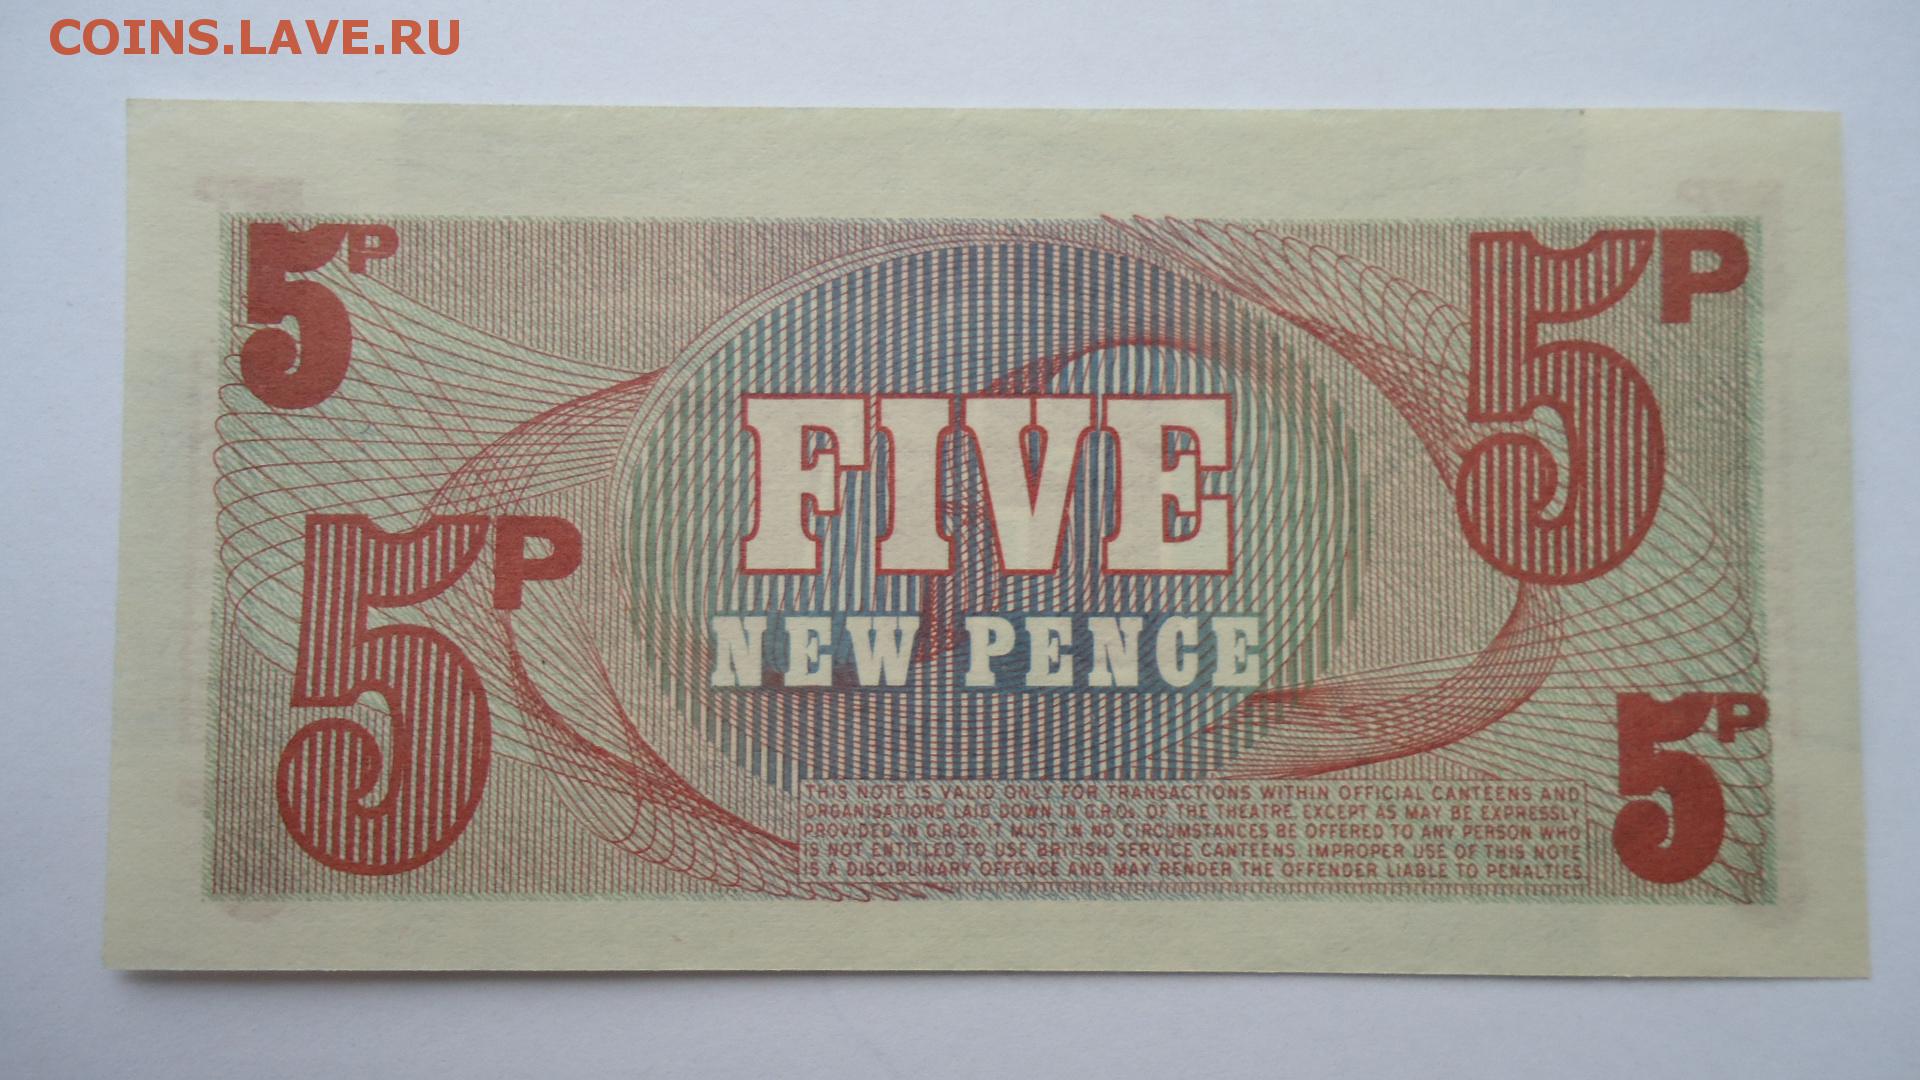 COINS.LAVE.RU
5P
5P
FIVE
5P
NEW PENCE
5P
THIS NOTE IS VALID ONLY FOR TRANSACTIONS WITHIN OFFICIAL CANTEENS AND
ORGANISATIONS LAID DOWN IN G.R.Os. OF THE THEATRE. EXCEPT AS MAY BE EXPRESSLY
PROVIDED IN G.R.Os. IT MUST IN NO CIRCUMSTANCES BE OFFERED TO ANY PERSON WHO
IS NOT ENTITLED TO USE BRITISH SERVICE CANTEENS. IMPROPER USE OF THIS NOTE
IS A DISCIPLINARY OFFENCE AND MAY RENDER THE OFFENDER LIABLE TO PENALTIES.